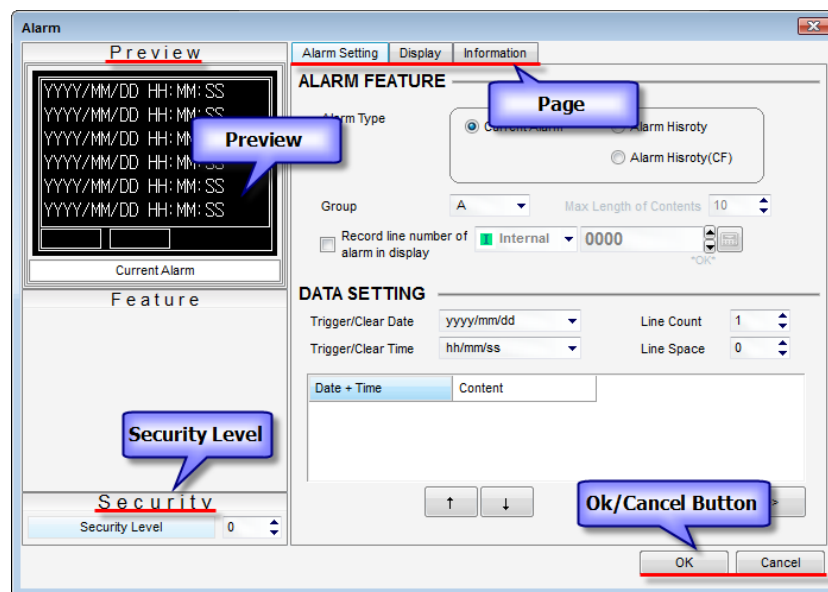 Alarm
Preview
YYYY/MM/DD HH:MM:SS
YYYY/MM/DD HH:MM:SS
YYYY/MM/DD HH:M
YYYY/MM/DD HH:M
YYYY/MM/DD HH:MM:SS
YYYY/MM/DD HH:MM:SS
Preview
Current Alarm
Feature
Security Level
Security
Security Level 0
Alarm Setting Display Information
Page
ALARM FEATURE
Alarm Type
Current Alarm Alarm Hisroty
Alarm Hisroty(CF)
Group A Max Length of Contents 10
Record line number of alarm in display Internal 0000
*OK*
DATA SETTING
Trigger/Clear Date yyyy/mm/dd Line Count 1
Trigger/Clear Time hh/mm/ss Line Space 0
Date + Time Content
↑ ↓ >
Ok/Cancel Button
OK Cancel